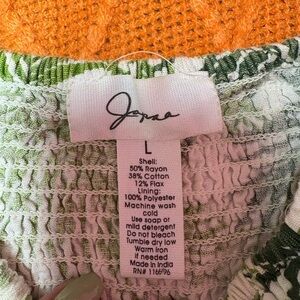 L
Shell:
50% Rayon
38% Cotton
12% Flax
Lining:
100% Polyester
Machine wash
cold
Use soap or
mild detergent
Do not bleach
Tumble dry low
Warm iron
if needed
Made in India
RN# 116696